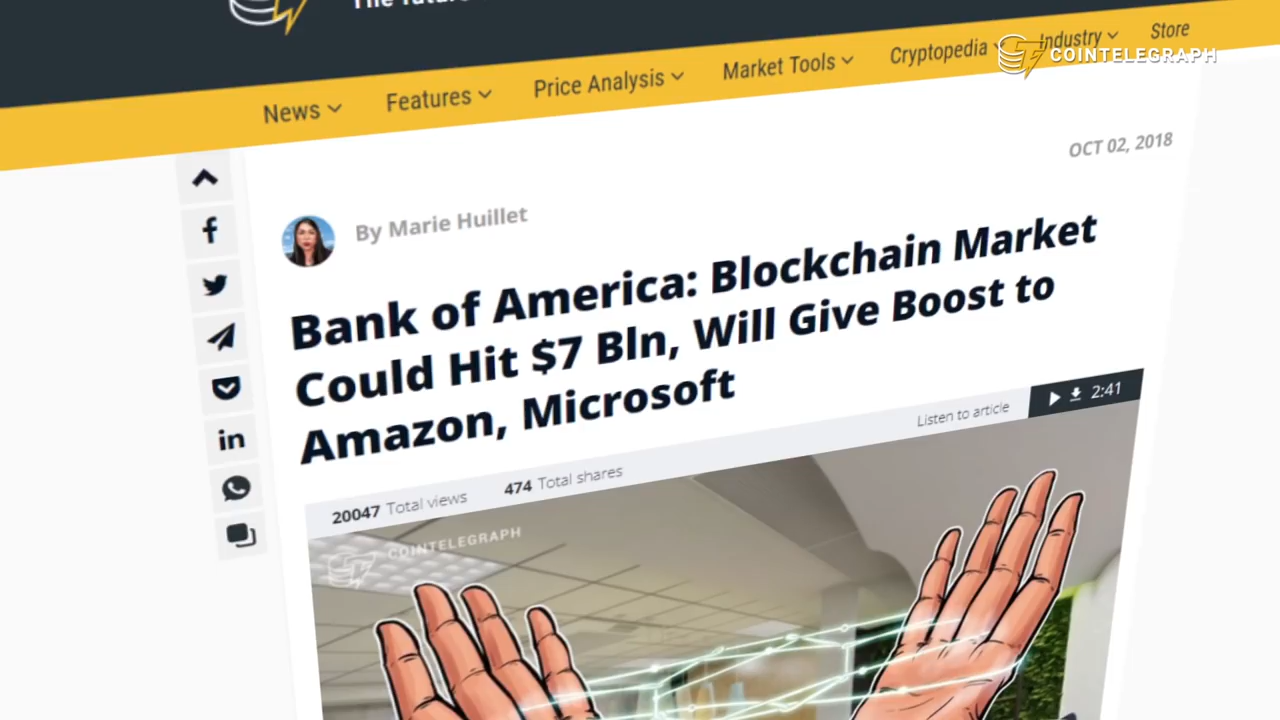 The future
News
Features
Price Analysis
Market Tools
Cryptopedia
Industry
Store
COINTELEGRAPH
OCT 02, 2018
By Marie Huillet
Bank of America: Blockchain Market
Could Hit $7 Bln, Will Give Boost to
Amazon, Microsoft
Listen to article
2:41
20047 Total views
474 Total shares
COINTELEGRAPH